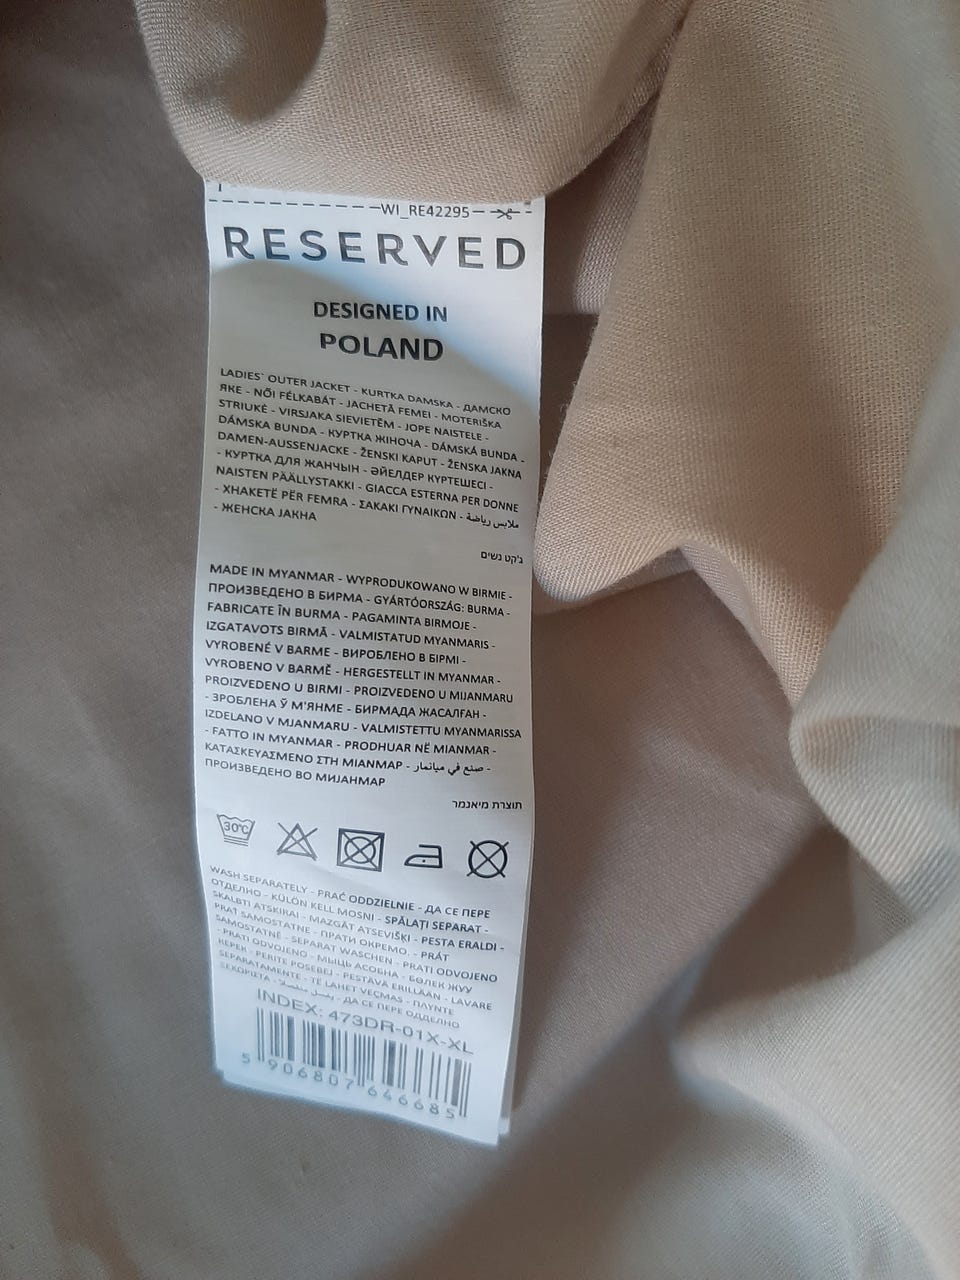 WI_RE42295
RESERVED
DESIGNED IN
POLAND
LADIES` OUTER JACKET - KURTKA DAMSKA - ДАМСКО
ЯКЕ - NŐI FÉLKABÁT - JACHETĂ FEMEI - MOTERIŠKA
STRIUKĖ - VIRSJAKA SIEVIETĒM - JOPE NAISTELE -
DÁMSKA BUNDA - КУРТКА ЖІНОЧА - DÁMSKÁ BUNDA -
DAMEN-AUSSENJACKE - ŽENSKI KAPUT - ŽENSKA JAKNA
- КУРТКА ДЛЯ ЖАНЧЫН - ӘЙЕЛДЕР КУРТЕШЕСІ -
NAISTEN PÄÄLLYSTAKKI - GIACCA ESTERNA PER DONNE
- XHAKETË PËR FEMRA - ΣΑΚΑΚΙ ΓΥΝΑΙΚΩΝ - ملابس رياضية
- ЖЕНСКА ЈАКНА
ג'קט נשים
MADE IN MYANMAR - WYPRODUKOWANO W BIRMIE -
ПРОИЗВЕДЕНО В БИРМА - GYÁRTÓORSZÁG: BURMA -
FABRICATE ÎN BURMA - PAGAMINTA BIRMOJE -
IZGATAVOTS BIRMĀ - VALMISTATUD MYANMARIS -
VYROBENÉ V BARME - ВИРОБЛЕНО В БІРМІ -
VYROBENO V BARMĚ - HERGESTELLT IN MYANMAR -
PROIZVEDENO U BIRMI - PROIZVEDENO U MIJANMARU
- ЗРОБЛЕНА Ў М'ЯНМЕ - БИРМАДА ЖАСАЛҒАН -
IZDELANO V MJANMARU - VALMISTETTU MYANMARISSA
- FATTO IN MYANMAR - PRODHUAR NË MIANMAR -
ΚΑΤΑΣΚΕΥΑΣΜΕΝΟ ΣΤΗ ΜΙΑΝΜΑΡ - صنع في ميانمار -
ПРОИЗВЕДЕНО ВО МИЈАНМАР
תוצרת מיאנמר
30°C
WASH SEPARATELY - PRAĆ ODDZIELNIE - ДА СЕ ПЕРЕ
ОТДЕЛНО - KÜLÖN KELL MOSNI - SPĂLAȚI SEPARAT -
SKALBTI ATSKIRAI - MAZGĀT ATSEVIŠĶI - PESTA ERALDI -
PRAŤ SAMOSTATNE - ПРАТИ ОКРЕМО. - PRÁT
SAMOSTATNĚ - SEPARAT WASCHEN - PRATI ODVOJENO
- PRATI ODVOJENO - МЫЦЬ АСОБНА - БӨЛЕК ЖУУ
КЕРЕК - PERITE POSEBEJ - PESTÄVÄ ERILLÄÄN - LAVARE
SEPARATAMENTE - TË LAHET VEÇMAS - ΠΛΥΝΤΕ
ΞΕΧΩΡΙΣΤΑ - يغسل منفصلا - ДА СЕ ПЕРЕ ОДДЕЛНО
INDEX: 473DR-01X-XL
5 906807 646685